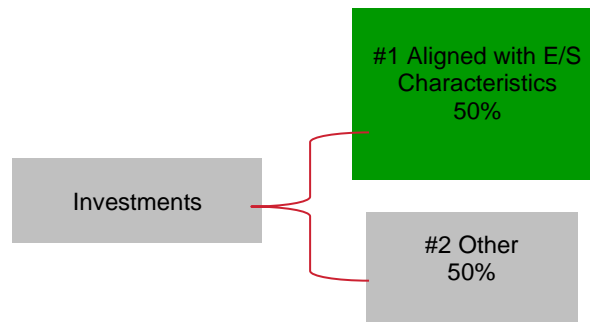 #1 Aligned with E/S
Characteristics
50%
Investments
#2 Other
50%